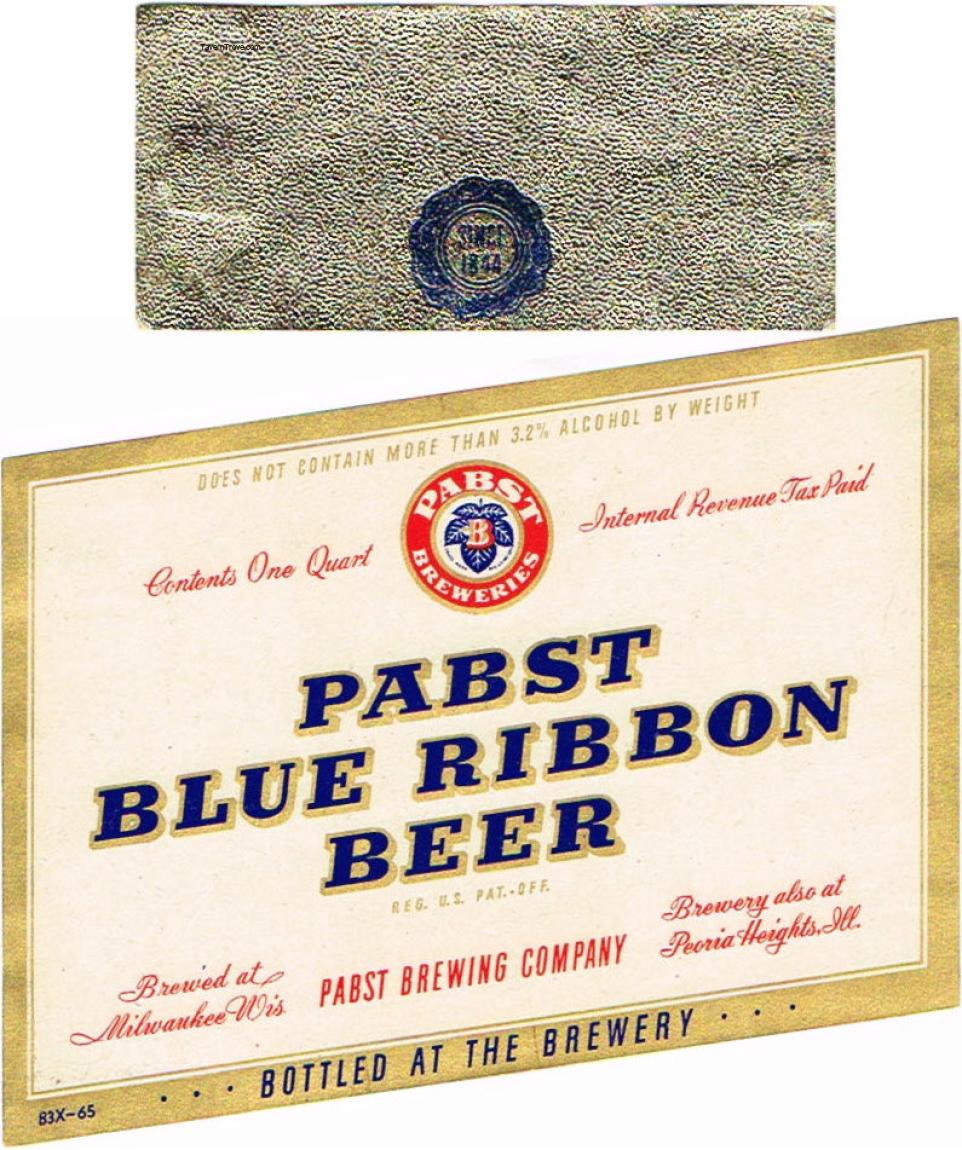 TavernTrove.com
SINCE
1844
DOES NOT CONTAIN MORE THAN 3.2% ALCOHOL BY WEIGHT
Contents One Quart
PABST
B
BREWERIES
Internal Revenue Tax Paid
PABST
BLUE RIBBON
BEER
REG. U.S. PAT.-OFF.
Brewed at
Milwaukee Wis
PABST BREWING COMPANY
Brewery also at
Peoria Heights, Ill.
· · · BOTTLED AT THE BREWERY · · ·
83X-65